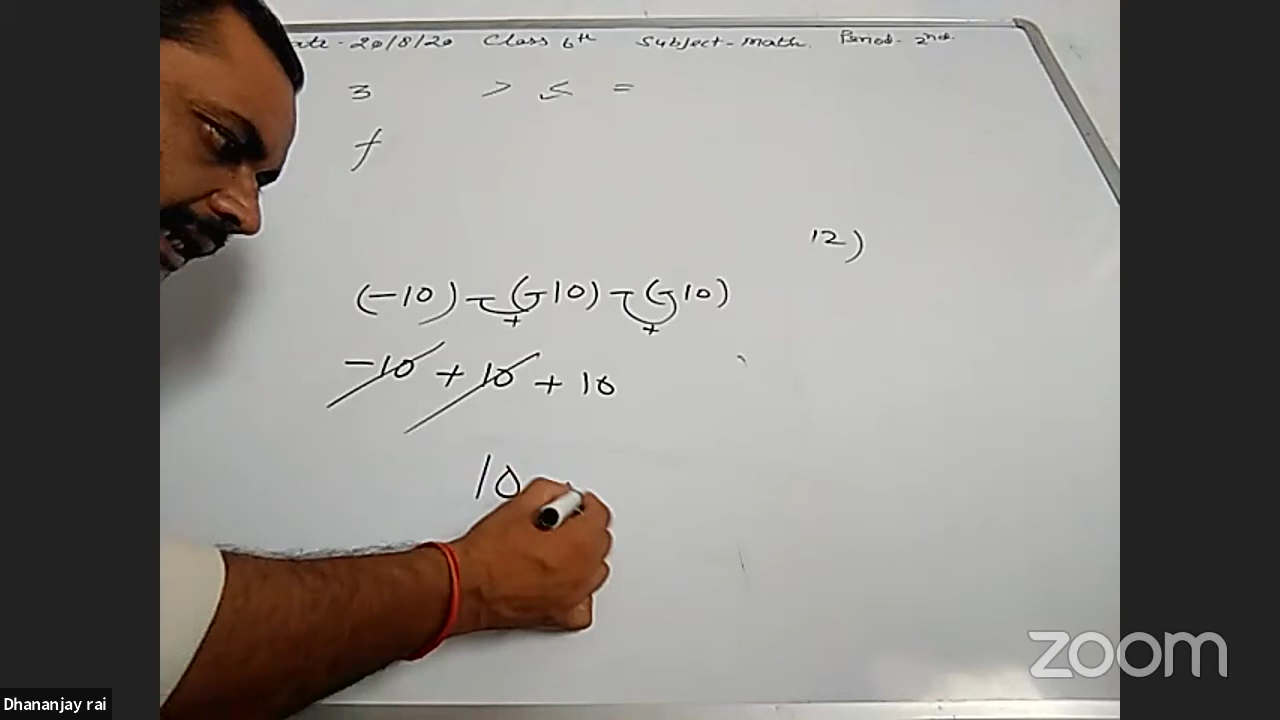 ate-20/8/20 Class 6th Subject-Math. Period-2nd.
3 > < =
f
12)
(-10) - (-10) - (-10)
+ +
-10 + 10 + 10
10
zoom
Dhananjay rai